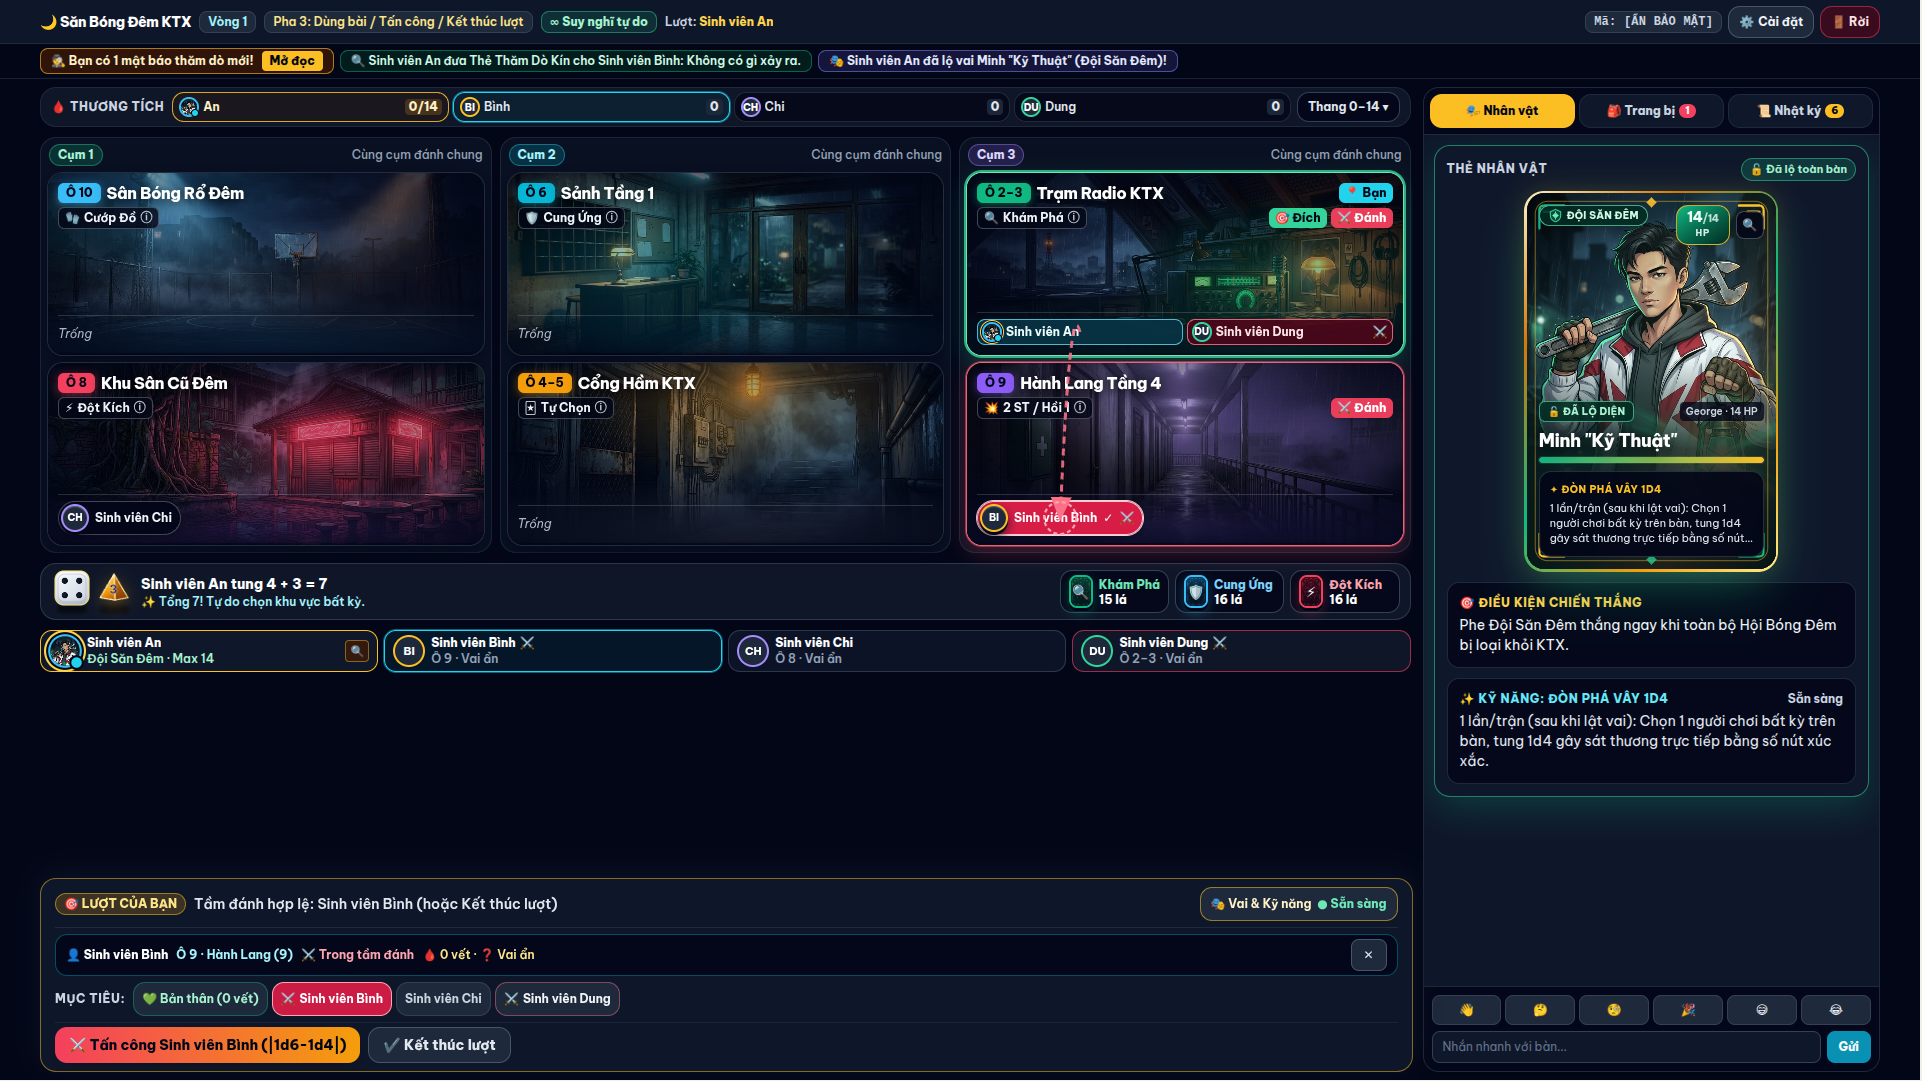 🌙 Săn Bóng Đêm KTX Vòng 1 Pha 3: Dùng bài / Tấn công / Kết thúc lượt ∞ Suy nghĩ tự do Lượt: Sinh viên An Mã: [ẨN BẢO MẬT] ⚙️ Cài đặt 🚪 Rời
🕵️ Bạn có 1 mật báo thăm dò mới! Mở đọc 🔍 Sinh viên An đưa Thẻ Thăm Dò Kín cho Sinh viên Bình: Không có gì xảy ra. 🎭 Sinh viên An đã lộ vai Minh "Kỹ Thuật" (Đội Săn Đêm)!
🩸 THƯƠNG TÍCH An 0/14 BI Bình 0 CH Chi 0 DU Dung 0 Thang 0–14 ▾
Cụm 1 Cùng cụm đánh chung
Ô 10 Sân Bóng Rổ Đêm
🧤 Cướp Đồ ⓘ
Trống
Ô 8 Khu Sân Cũ Đêm
⚡ Đột Kích ⓘ
CH Sinh viên Chi
Cụm 2 Cùng cụm đánh chung
Ô 6 Sảnh Tầng 1
🛡️ Cung Ứng ⓘ
Trống
Ô 4-5 Cổng Hầm KTX
🃏 Tự Chọn ⓘ
Trống
Cụm 3 Cùng cụm đánh chung
Ô 2-3 Trạm Radio KTX 📍 Bạn
🔍 Khám Phá ⓘ 🎯 Đích ⚔️ Đánh
Sinh viên An DU Sinh viên Dung ⚔️
Ô 9 Hành Lang Tầng 4
💥 2 ST / Hồi 1 ⓘ ⚔️ Đánh
BI Sinh viên Bình ✓ ⚔️
3 Sinh viên An tung 4 + 3 = 7
✨ Tổng 7! Tự do chọn khu vực bất kỳ.
🔍 Khám Phá
15 lá
🛡️ Cung Ứng
16 lá
⚡ Đột Kích
16 lá
Sinh viên An
Đội Săn Đêm · Max 14 🔍
BI Sinh viên Bình ⚔️
Ô 9 · Vai ẩn
CH Sinh viên Chi
Ô 8 · Vai ẩn
DU Sinh viên Dung ⚔️
Ô 2-3 · Vai ẩn
🎯 LƯỢT CỦA BẠN Tầm đánh hợp lệ: Sinh viên Bình (hoặc Kết thúc lượt) 🎭 Vai & Kỹ năng ● Sẵn sàng
👤 Sinh viên Bình Ô 9 · Hành Lang (9) ⚔️ Trong tầm đánh 🩸 0 vết · ❓ Vai ẩn ✕
MỤC TIÊU: 💚 Bản thân (0 vết) ⚔️ Sinh viên Bình Sinh viên Chi ⚔️ Sinh viên Dung
⚔️ Tấn công Sinh viên Bình (|1d6-1d4|) ✔️ Kết thúc lượt
🎭 Nhân vật 🎒 Trang bị 1 📜 Nhật ký 6
THẺ NHÂN VẬT 🔓 Đã lộ toàn bàn
ĐỘI SĂN ĐÊM 14/14 🔍
HP
🔓 ĐÃ LỘ DIỆN George · 14 HP
Minh "Kỹ Thuật"
✦ ĐÒN PHÁ VÂY 1D4
1 lần/trận (sau khi lật vai): Chọn 1
người chơi bất kỳ trên bàn, tung 1d4
gây sát thương trực tiếp bằng số nút...
🎯 ĐIỀU KIỆN CHIẾN THẮNG
Phe Đội Săn Đêm thắng ngay khi toàn bộ Hội Bóng Đêm
bị loại khỏi KTX.
✨ KỸ NĂNG: ĐÒN PHÁ VÂY 1D4 Sẵn sàng
1 lần/trận (sau khi lật vai): Chọn 1 người chơi bất kỳ trên
bàn, tung 1d4 gây sát thương trực tiếp bằng số nút xúc
xắc.
Nhắn nhanh với bàn... Gửi